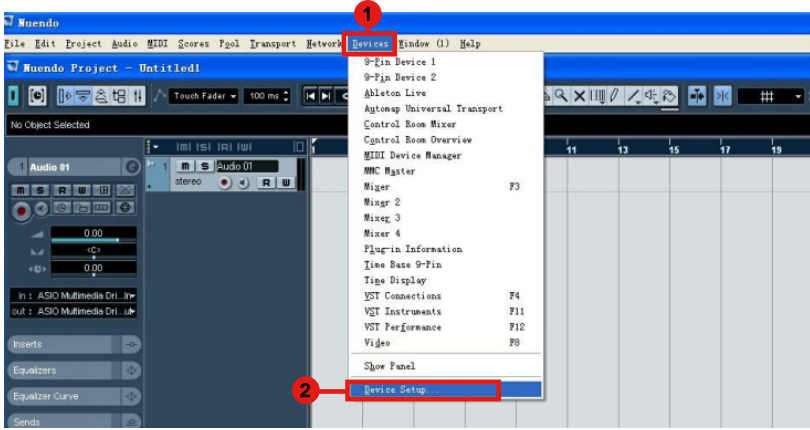 1
Nuendo
File Edit Project Audio MIDI Scores Pool Transport Network Devices Window (1) Help
Nuendo Project - Untitled1
Touch Fader 100 ms
No Object Selected
1 Audio 01 e
M S R W
0.00
<C>
0.00
in : ASIO Multimedia Dri...In
out : ASIO Multimedia Dri...ut
Inserts
Equalizers
Equalizer Curve
Sends
M S R W
1 M S Audio 01
stereo R W
1
11 13 15 17 19
9-Pin Device 1
9-Pin Device 2
Ableton Live
Automap Universal Transport
Control Room Mixer
Control Room Overview
MIDI Device Manager
MMC Master
Mixer F3
Mixer 2
Mixer 3
Mixer 4
Plug-in Information
Time Base 9-Pin
Time Display
VST Connections F4
VST Instruments F11
VST Performance F12
Video F8
Show Panel
2
Device Setup...